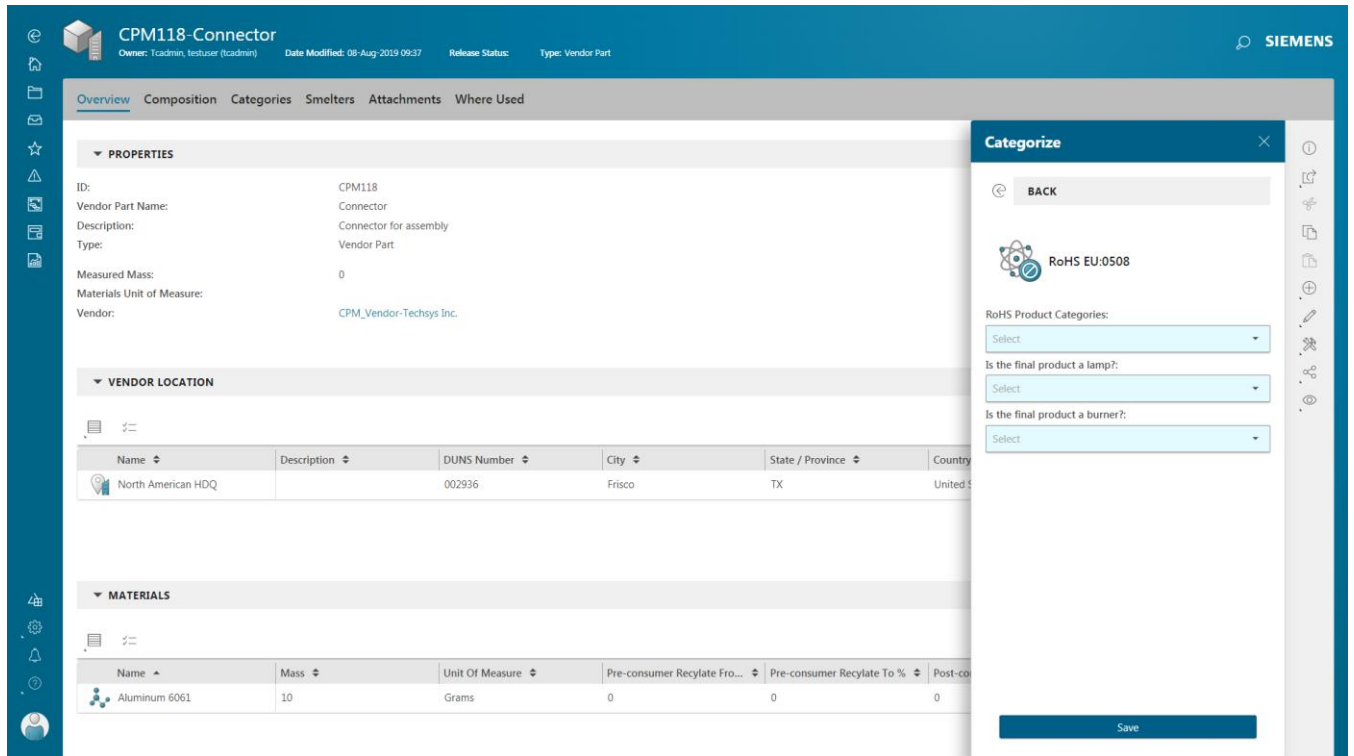 CPM118-Connector
Owner: Tcadmin, testuser (tcadmin) Date Modified: 08-Aug-2019 09:37 Release Status: Type: Vendor Part
SIEMENS
Overview Composition Categories Smelters Attachments Where Used
PROPERTIES
ID: CPM118
Vendor Part Name: Connector
Description: Connector for assembly
Type: Vendor Part
Measured Mass: 0
Materials Unit of Measure:
Vendor: CPM_Vendor-Techsys Inc.
VENDOR LOCATION
Name Description DUNS Number City State / Province Country
North American HDQ 002936 Frisco TX United S
MATERIALS
Name Mass Unit Of Measure Pre-consumer Recylate Fro... Pre-consumer Recylate To % Post-co
Aluminum 6061 10 Grams 0 0 0
Categorize
BACK
RoHS EU:0508
RoHS Product Categories:
Select
Is the final product a lamp?:
Select
Is the final product a burner?:
Select
Save